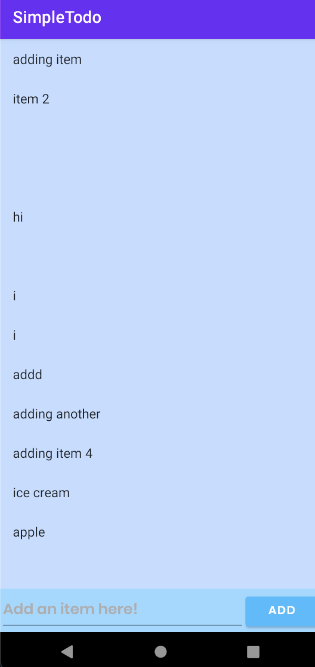 SimpleTodo
adding item
item 2
hi
i
i
addd
adding another
adding item 4
ice cream
apple
Add an item here!
ADD